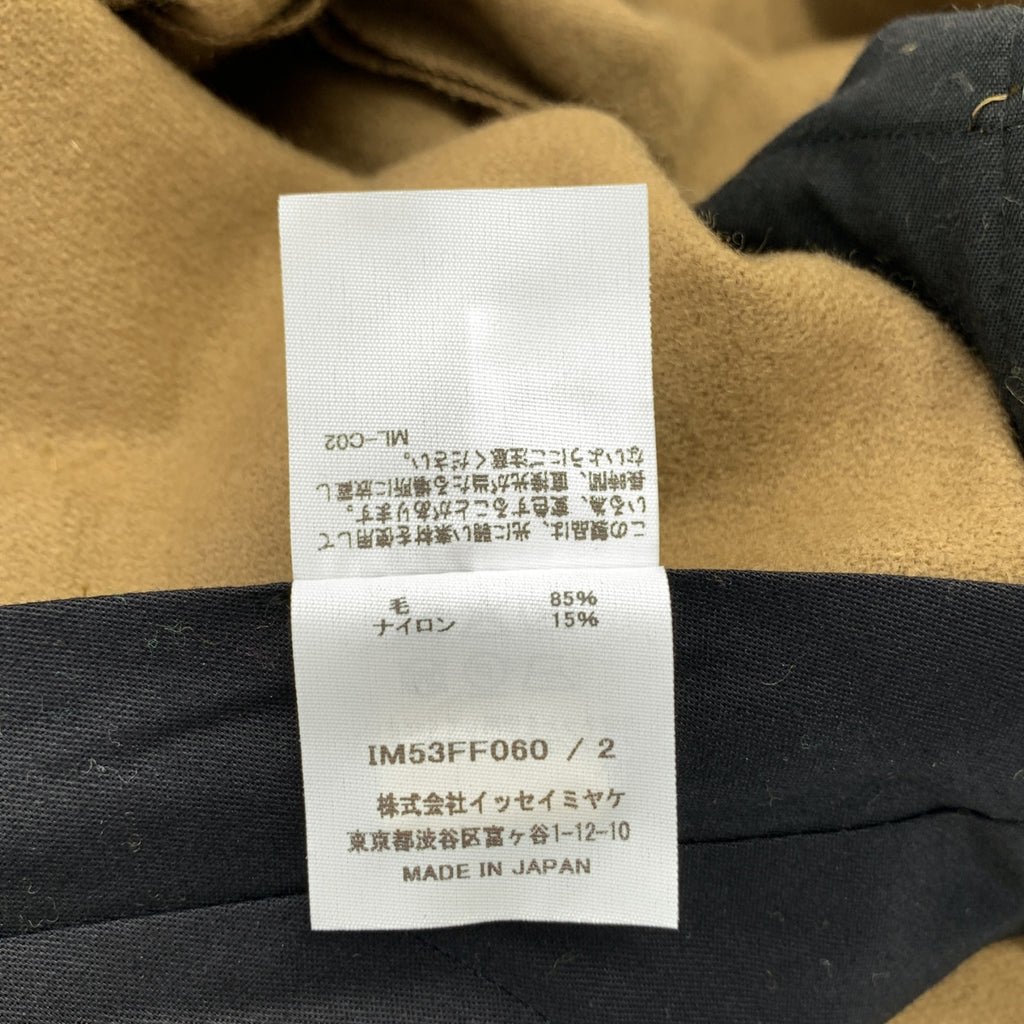 この製品は、光に弱い素材を使用して
いる為、変色することがあります。
長時間、直接光が当たる場所に放置し
ないようにご注意ください。
ML-C02
毛 85%
ナイロン 15%
IM53FF060 / 2
株式会社イッセイミヤケ
東京都渋谷区富ヶ谷1-12-10
MADE IN JAPAN